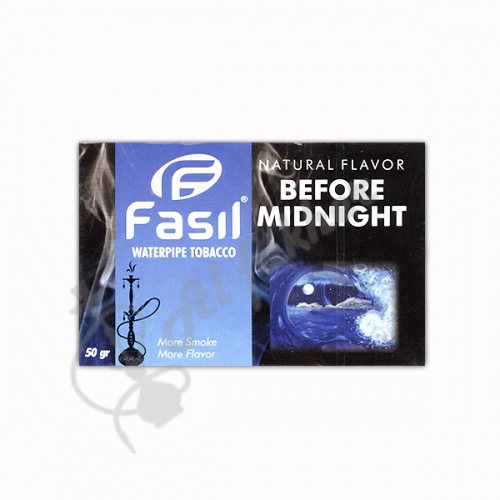 Fasil®
WATERPIPE TOBACCO
50 gr
More Smoke
More Flavor
NATURAL FLAVOR
BEFORE
MIDNIGHT